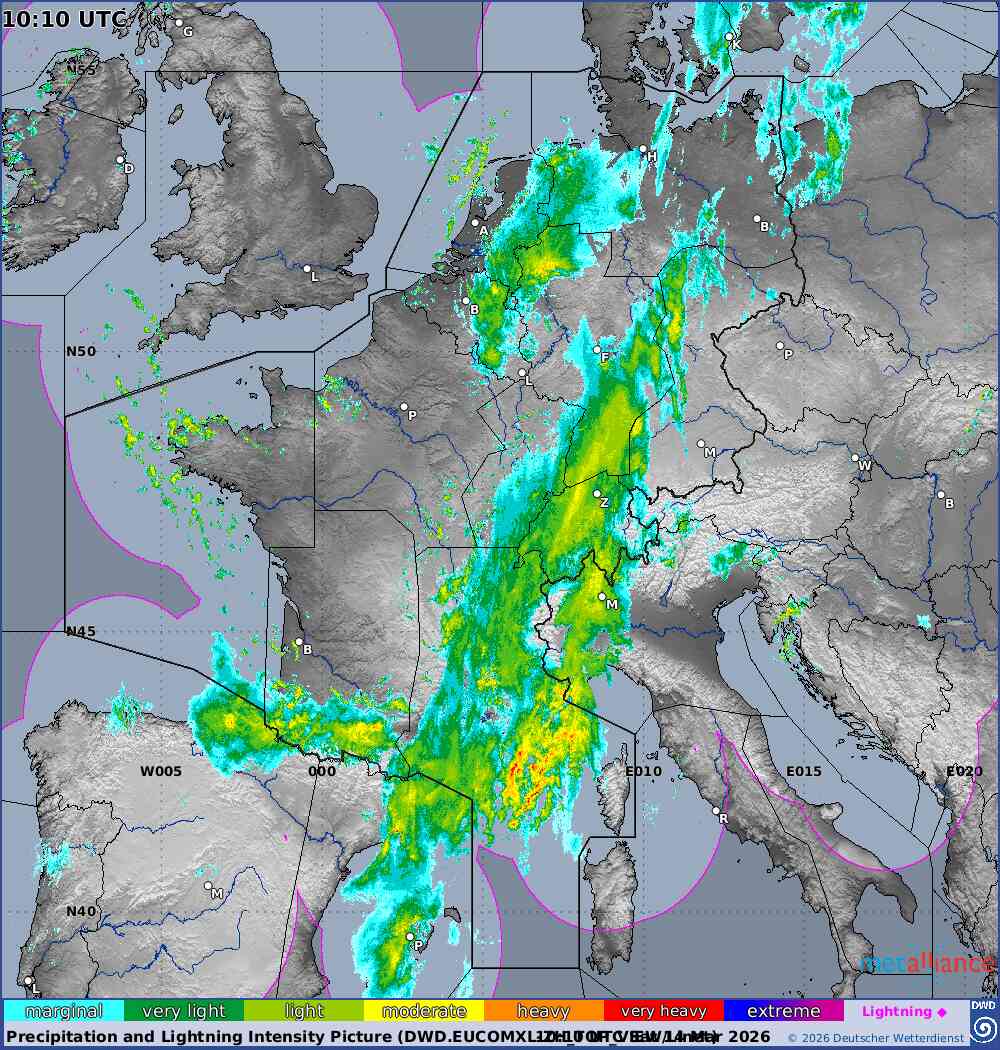 10:10 UTC
G
K
N55
D
H
A
B
L
B
N50
F
P
L
P
M
W
Z
B
M
N45
B
W005
000
E010
E015
E020
R
M
N40
P
L
metalliance
marginal very light light moderate heavy very heavy extreme Lightning ◆
DWD
Precipitation and Lightning Intensity Picture (DWD.EUCOMXL
2026 © 2026 Deutscher Wetterdienst